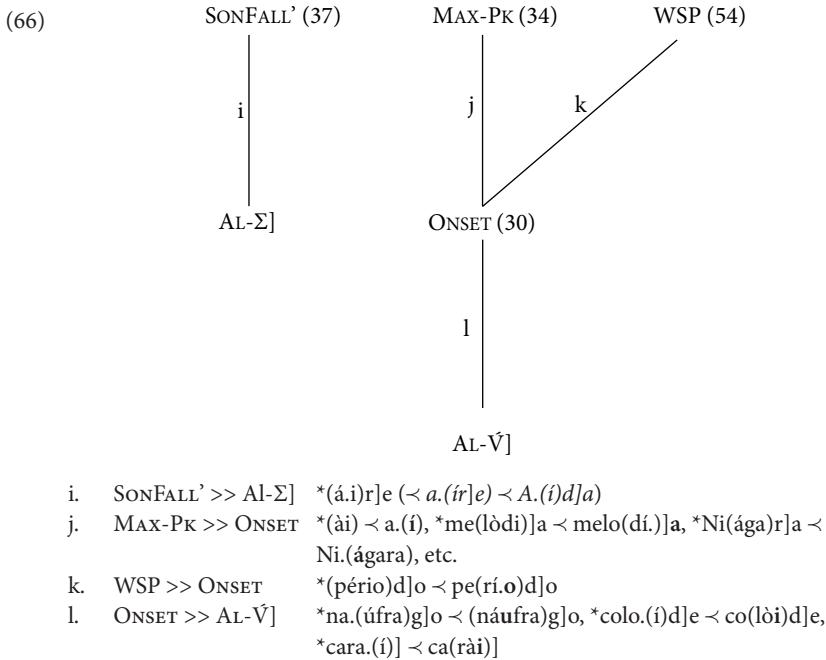 (66)
SonFall’ (37) Max-Pk (34) WSP (54)
i j k
Al-Σ] Onset (30)
l
Al-V́]
i. SonFall’ >> Al-Σ] *(á.i)r]e (≺ a.(ír]e) ≺ A.(í)d]a)
j. Max-Pk >> Onset *(ài) ≺ a.(í), *me(lòdi)]a ≺ melo(dí.)]a, *Ni(ága)r]a ≺
Ni.(ágara), etc.
k. WSP >> Onset *(pério)d]o ≺ pe(rí.o)d]o
l. Onset >> Al-V́] *na.(úfra)g]o ≺ (náufra)g]o, *colo.(í)d]e ≺ co(lòi)d]e,
*cara.(í)] ≺ ca(rài)]